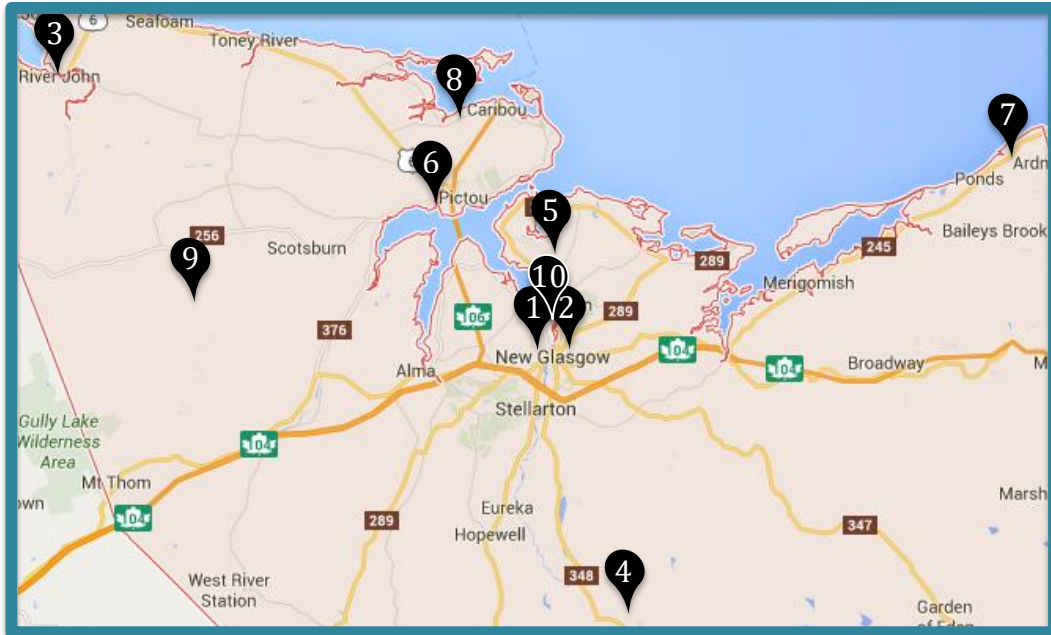 3
6
Seafoam
Toney River
River John
8
Caribou
7
Ardn
6
Pictou
Ponds
5
256
Scotsburn
Baileys Brook
9
289
245
10
Merigomish
106
1
2
289
376
New Glasgow
104
104
Broadway
M
Alma
Stellarton
Gully Lake
Wilderness
Area
104
Mt Thom
own
Marsh
104
289
Eureka
Hopewell
347
348
4
West River
Station
Garden
of Eden